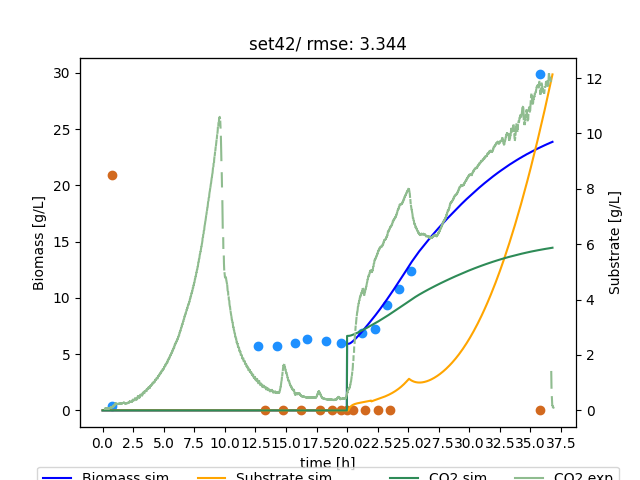 set42/ rmse: 3.344
30
25
20
15
10
5
0
Biomass [g/L]
12
10
8
6
4
2
0
Substrate [g/L]
0.0 2.5 5.0 7.5 10.0 12.5 15.0 17.5 20.0 22.5 25.0 27.5 30.0 32.5 35.0 37.5
time [h]
Biomass sim Substrate sim CO2 sim CO2 exp